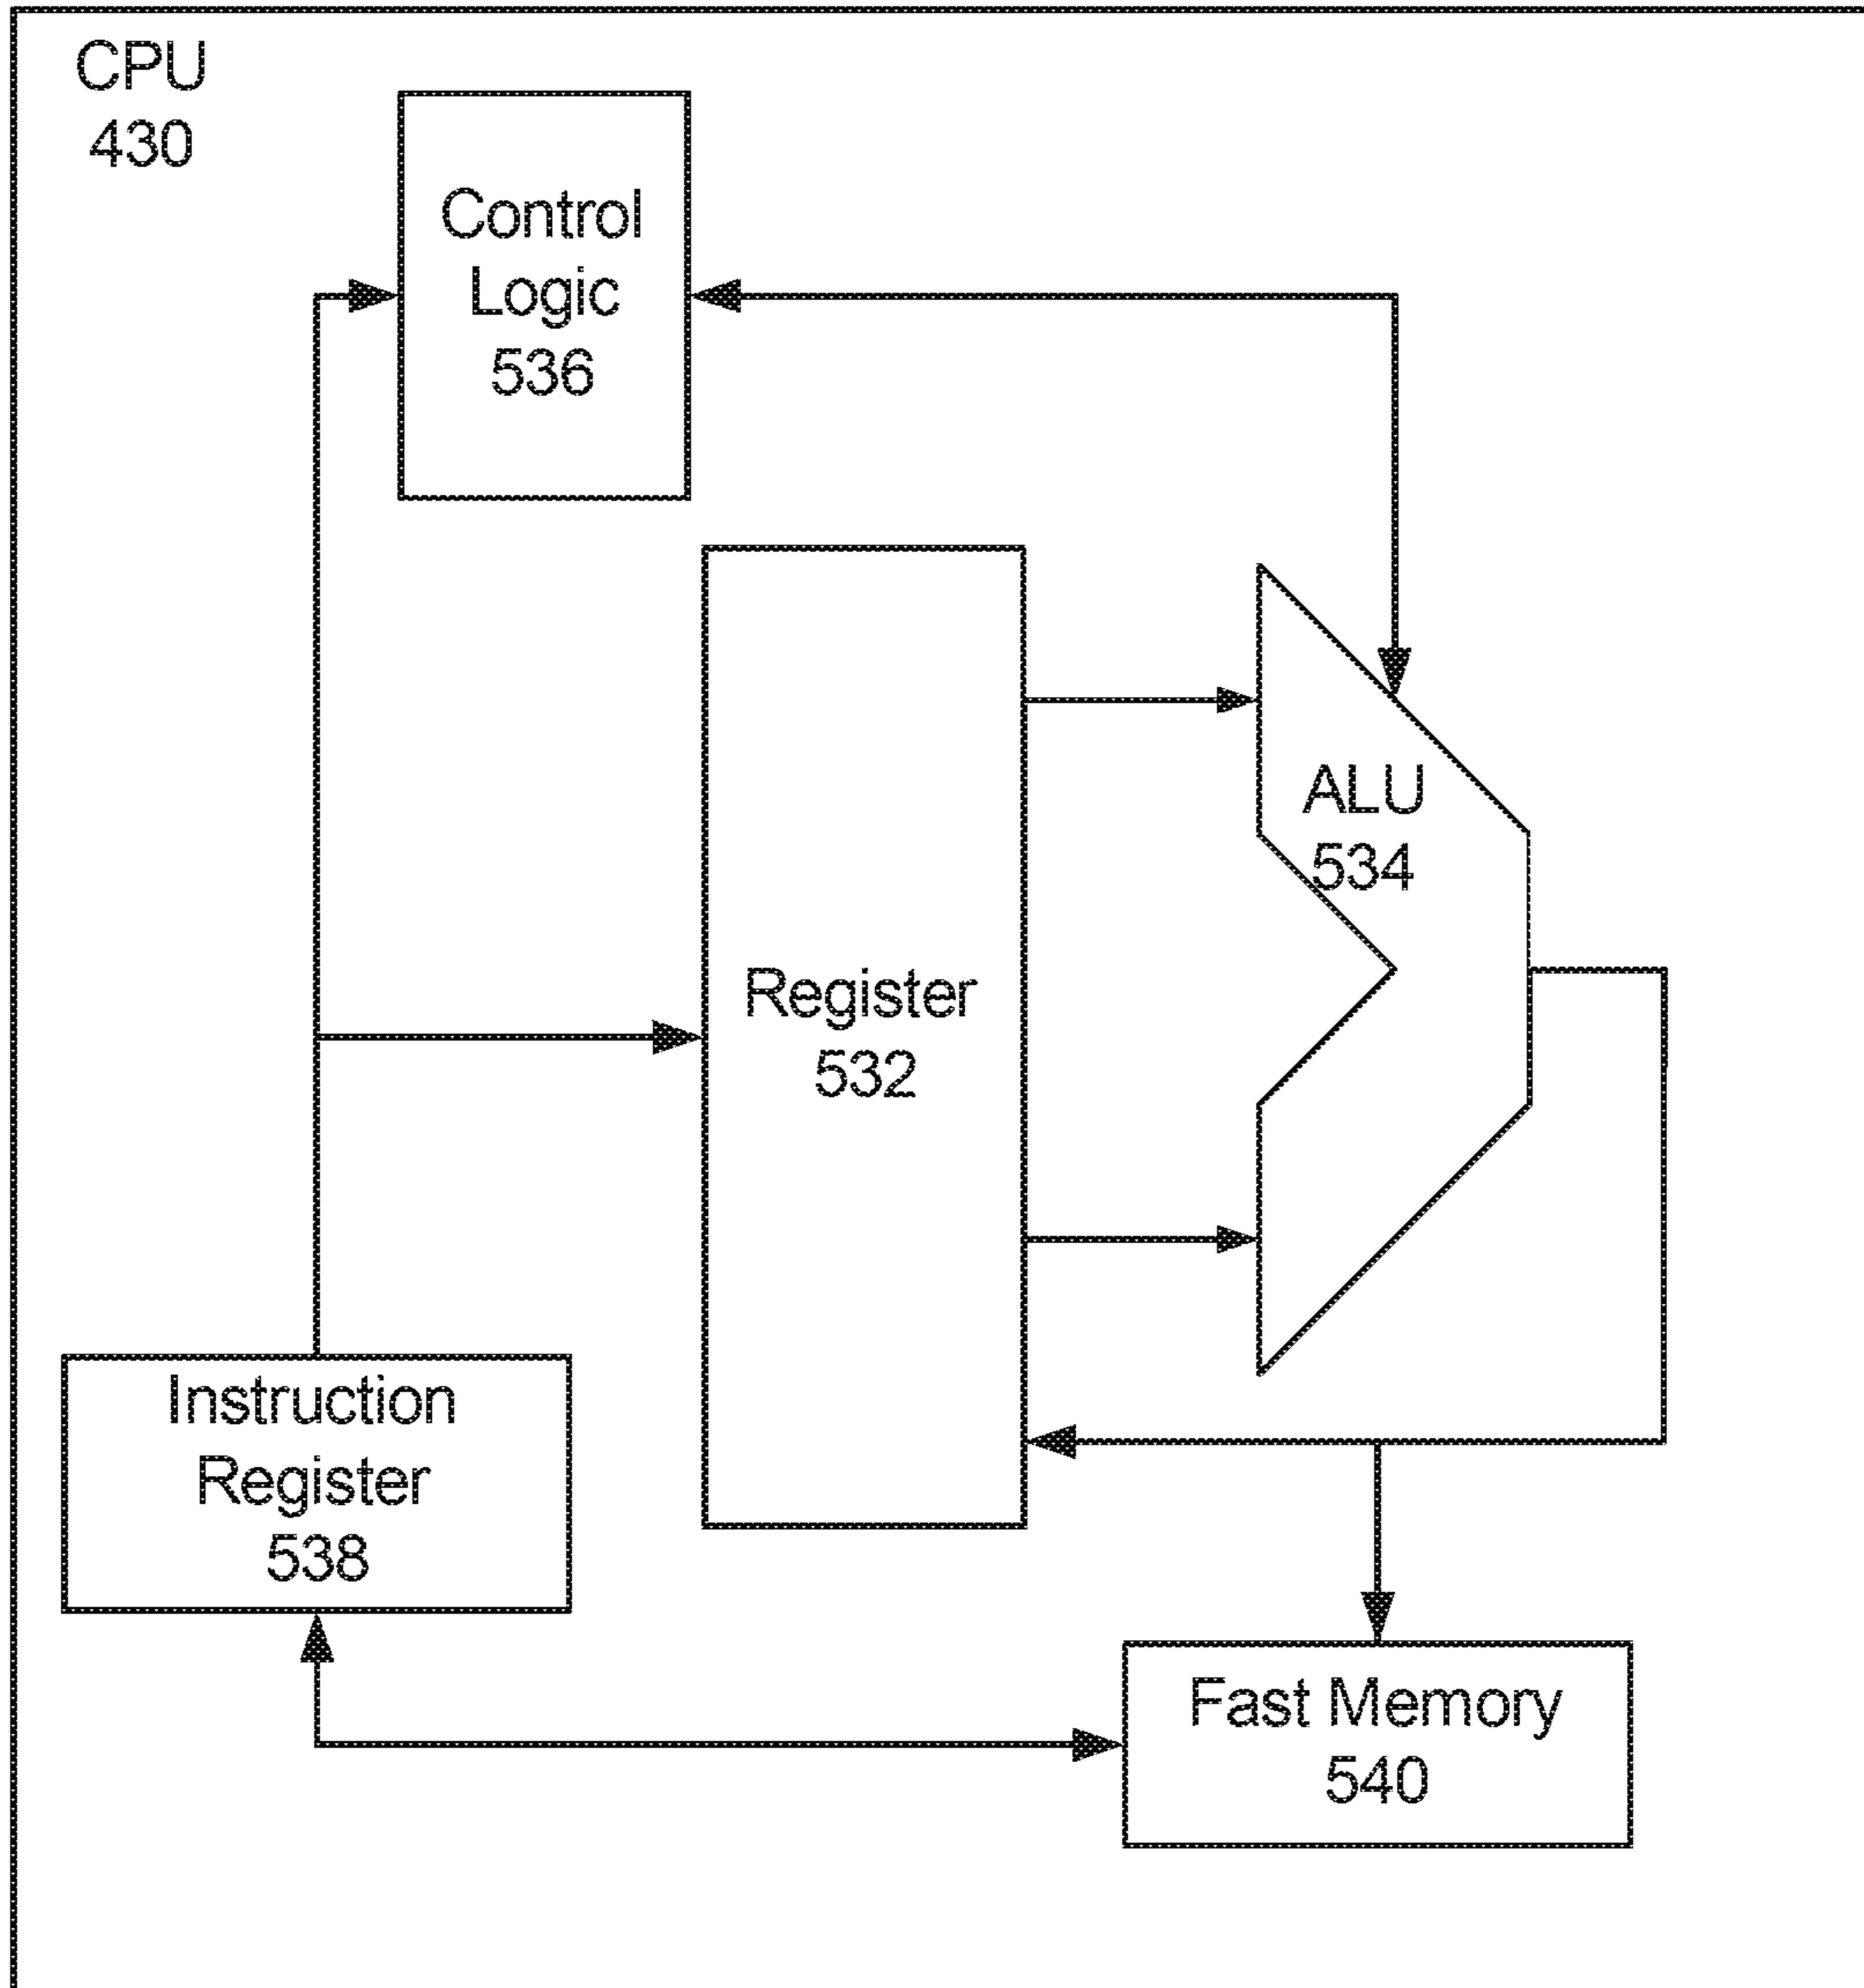 CPU
430
Control
Logic
536
ALU
534
Register
532
Instruction
Register
538
Fast Memory
540